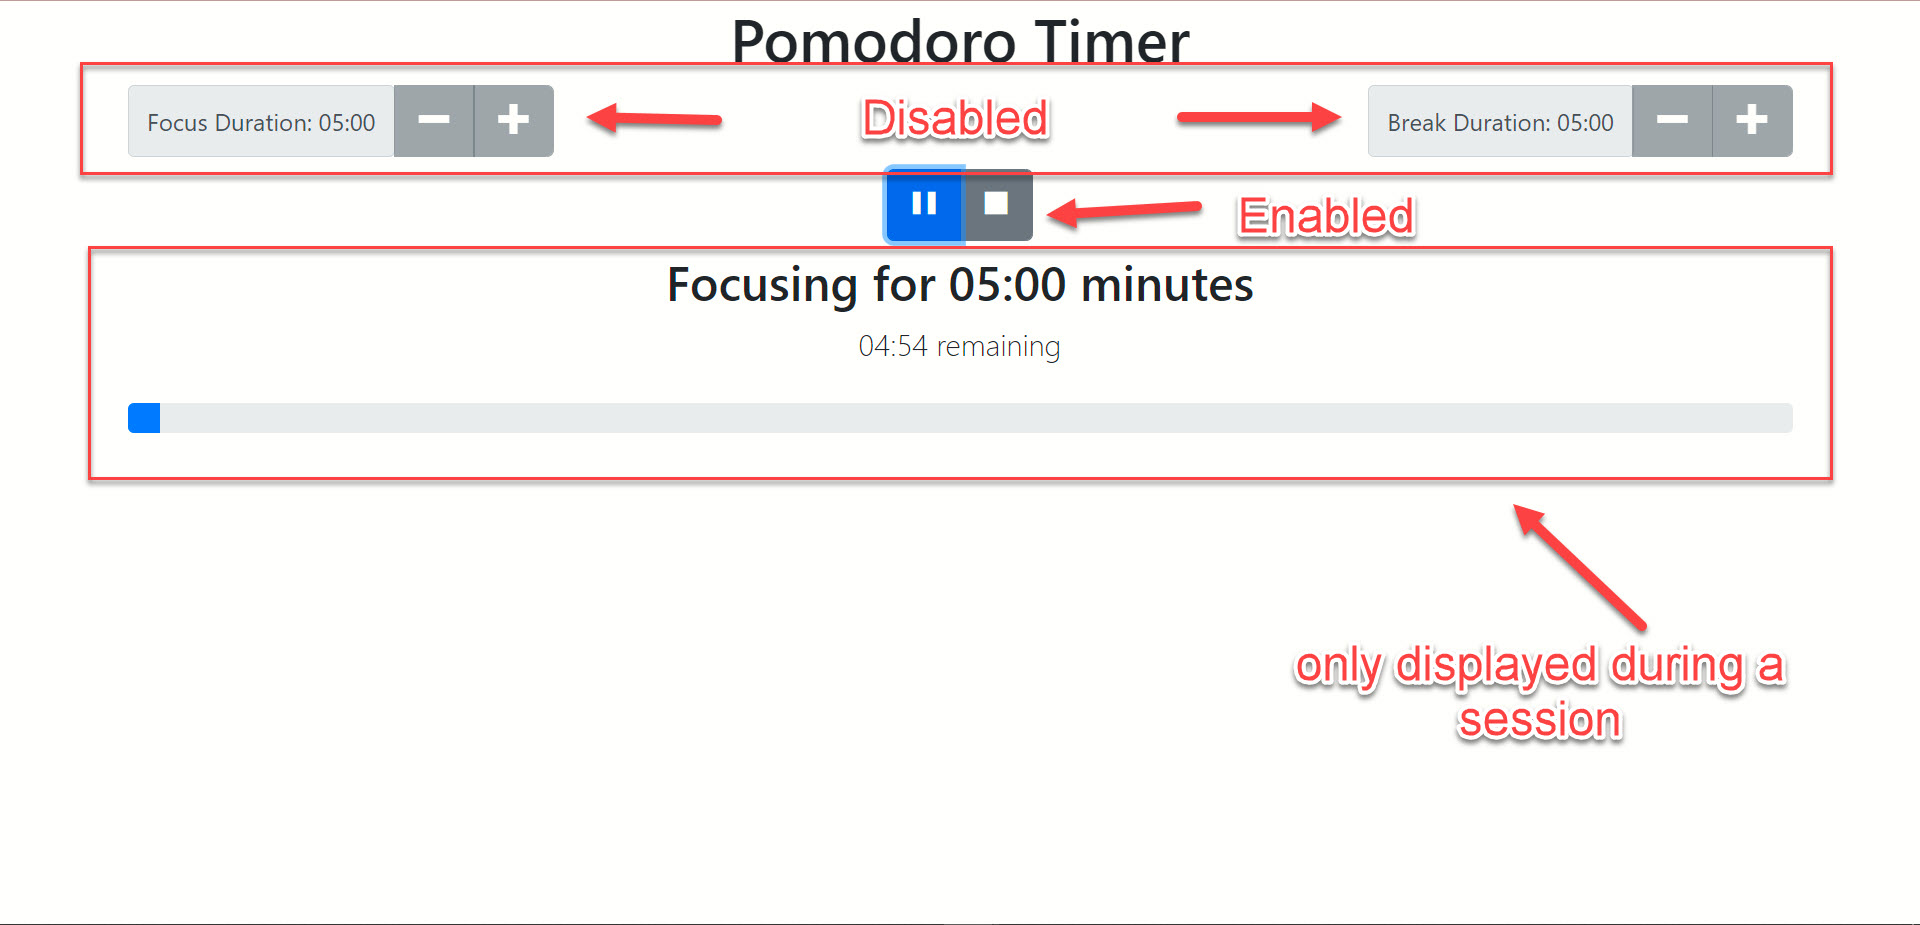 Pomodoro Timer
Focus Duration: 05:00
Disabled
Break Duration: 05:00
Enabled
Focusing for 05:00 minutes
04:54 remaining
only displayed during a
session